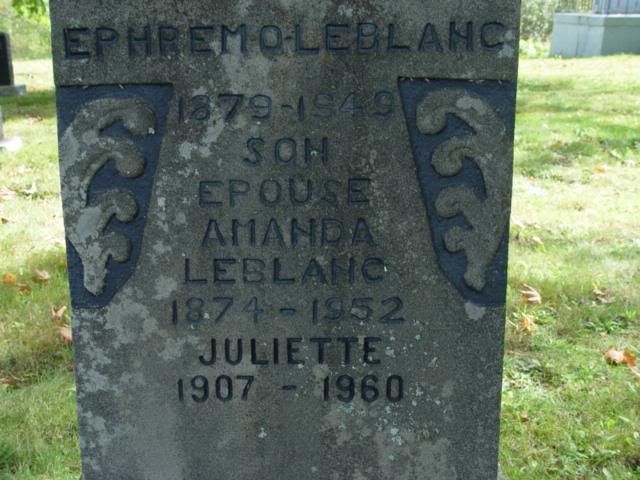 EPHREM O. LEBLANC
1879-1949
SON
EPOUSE
AMANDA
LEBLANC
1874-1952
JULIETTE
1907 - 1960